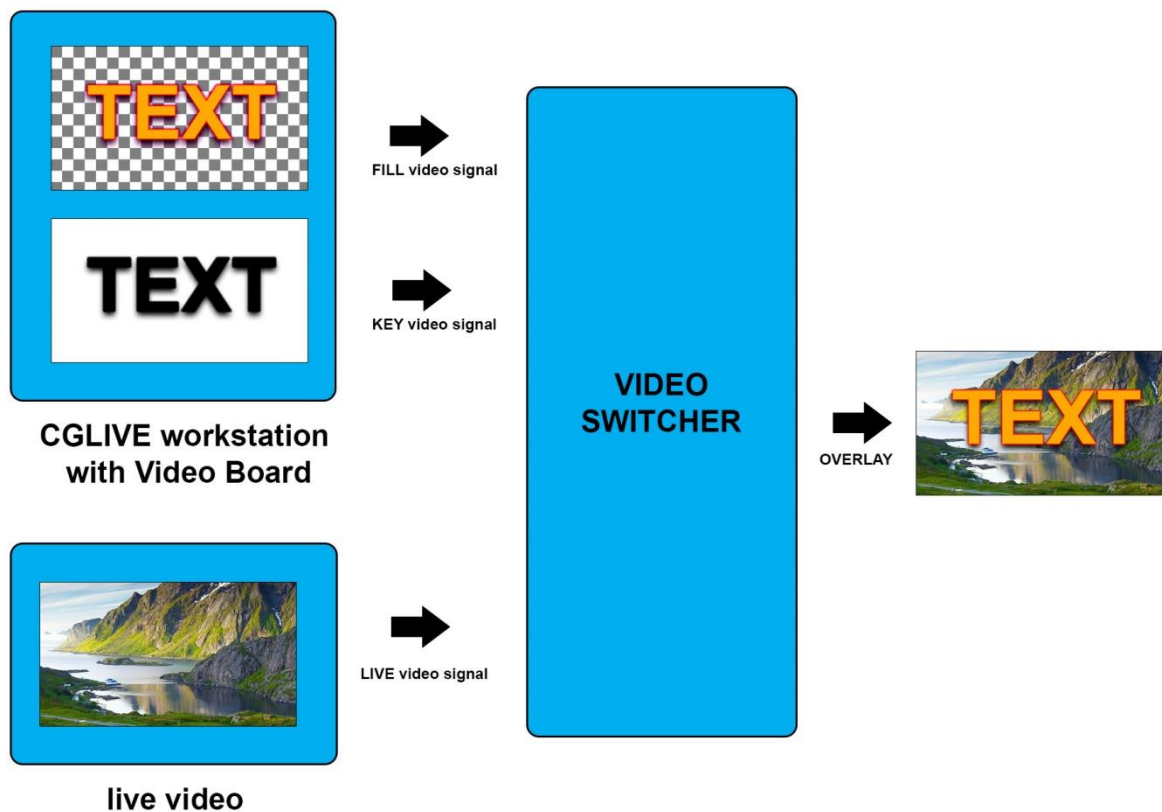 TEXT
FILL video signal
TEXT
KEY video signal
CGLIVE workstation
with Video Board
VIDEO
SWITCHER
OVERLAY
TEXT
LIVE video signal
live video